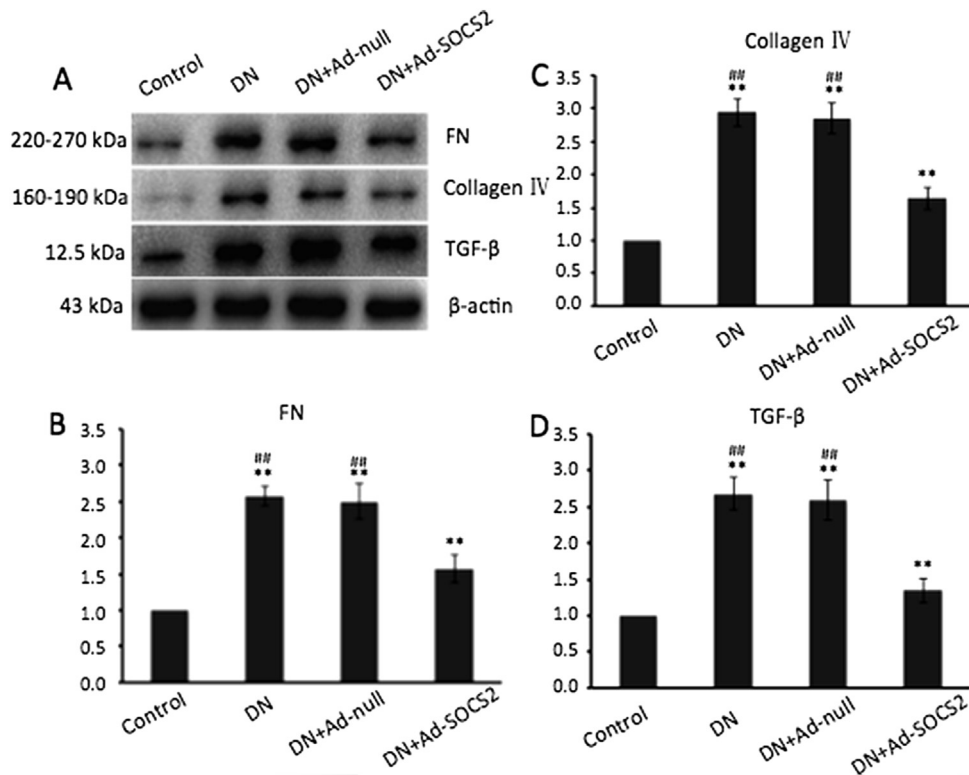 A
Control
DN
DN+Ad-null
DN+Ad-SOCS2
220-270 kDa
FN
160-190 kDa
Collagen Ⅳ
12.5 kDa
TGF-β
43 kDa
β-actin
C
Collagen Ⅳ
3.5
3.0
2.5
2.0
1.5
1.0
0.5
0.0
##
**
##
**
**
Control
DN
DN+Ad-null
DN+Ad-SOCS2
B
FN
3.5
3.0
2.5
2.0
1.5
1.0
0.5
0.0
##
**
##
**
**
Control
DN
DN+Ad-null
DN+Ad-SOCS2
D
TGF-β
3.5
3.0
2.5
2.0
1.5
1.0
0.5
0.0
##
**
##
**
**
Control
DN
DN+Ad-null
DN+Ad-SOCS2